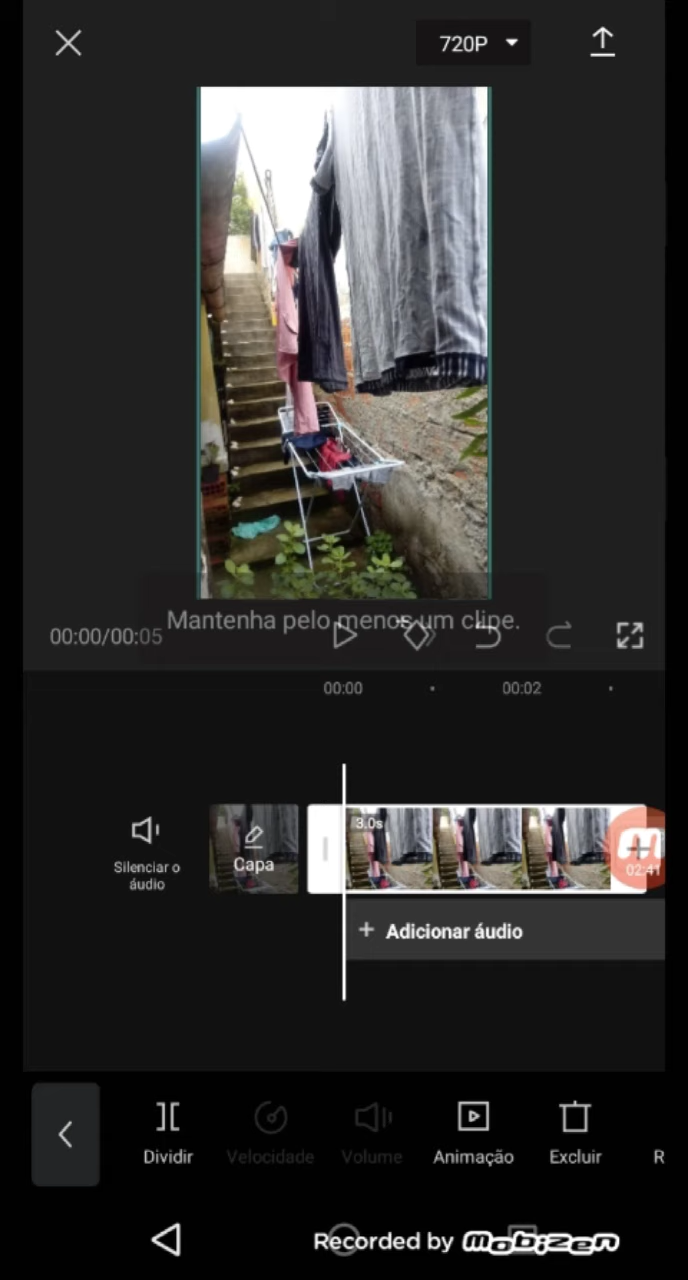 720P
Mantenha pelo menos um clipe.
00:00/00:05
00:00
00:02
3.0s
Silenciar o
áudio
Capa
02:41
+ Adicionar áudio
Dividir
Velocidade
Volume
Animação
Excluir
R
Recorded by mobizen